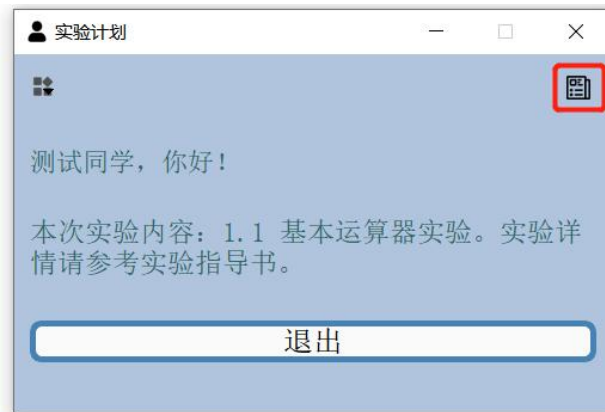 实验计划
测试同学，你好！
本次实验内容：1.1 基本运算器实验。实验详
情请参考实验指导书。
退出